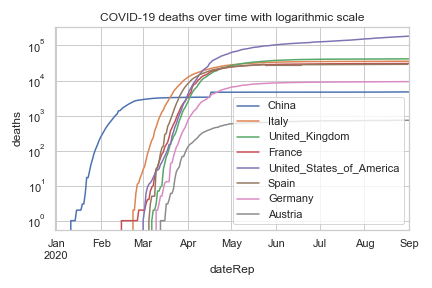 COVID-19 deaths over time with logarithmic scale
deaths
10^5
10^4
10^3
10^2
10^1
10^0
China
Italy
United_Kingdom
France
United_States_of_America
Spain
Germany
Austria
Jan Feb Mar Apr May Jun Jul Aug Sep
2020
dateRep